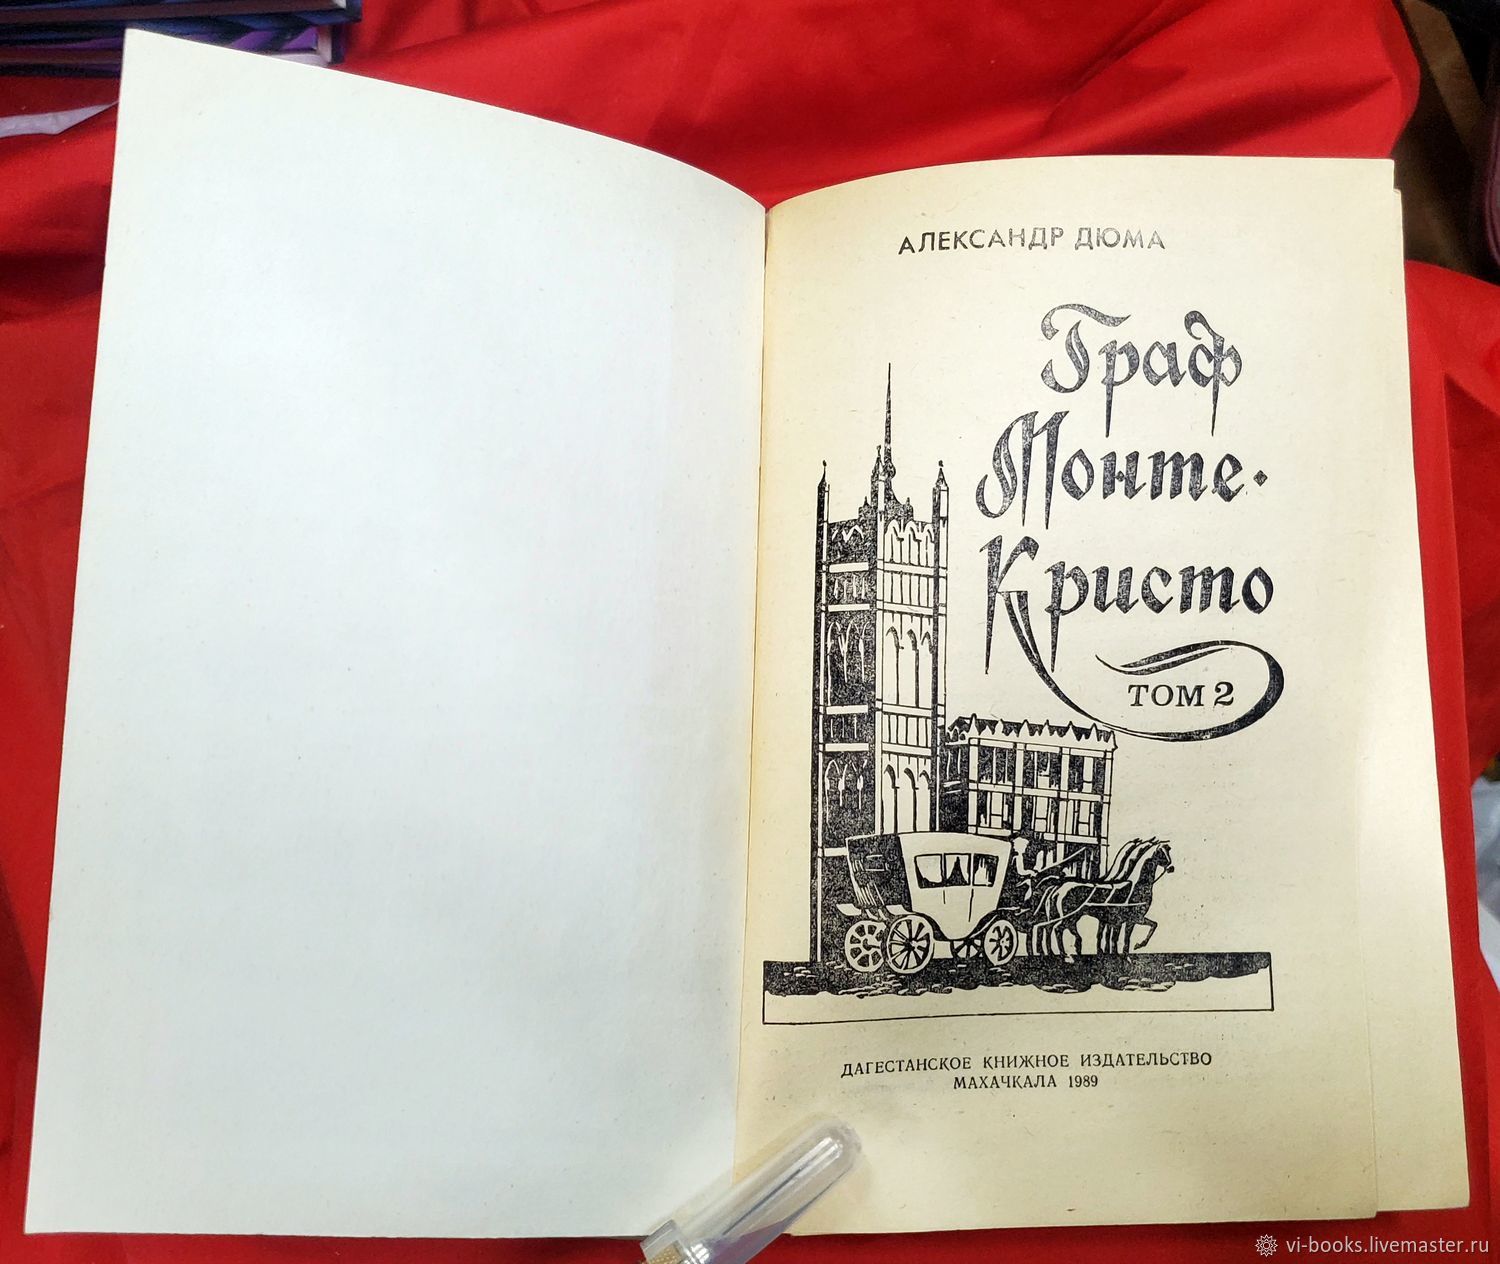 АЛЕКСАНДР ДЮМА
Граф
Монте-
Кристо
ТОМ 2
ДАГЕСТАНСКОЕ КНИЖНОЕ ИЗДАТЕЛЬСТВО
МАХАЧКАЛА 1989
vi-books.livemaster.ru